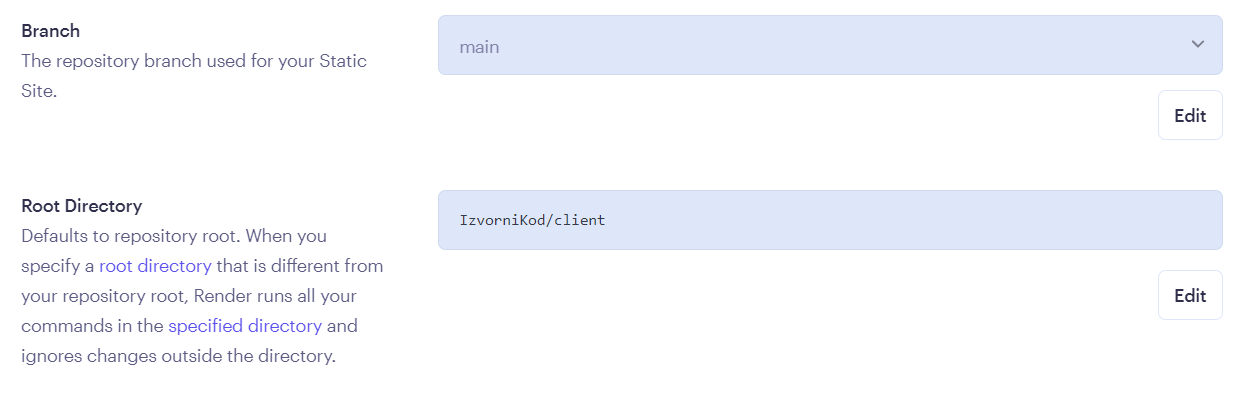 Branch
The repository branch used for your Static
Site.
main
Edit
Root Directory
Defaults to repository root. When you
specify a root directory that is different from
your repository root, Render runs all your
commands in the specified directory and
ignores changes outside the directory.
IzvorniKod/client
Edit